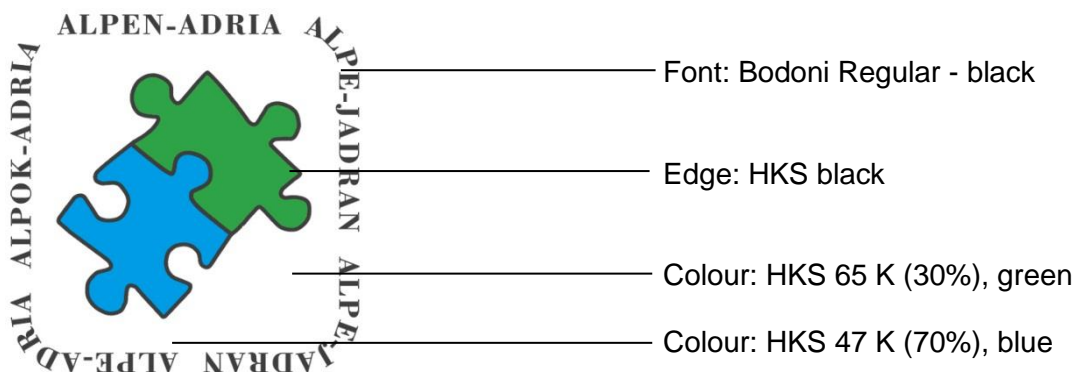 ALPEN-ADRIA
ALPE-JADRAN
ALPE-JADRAN
ALPE-ADRIA
ALPOK-ADRIA
Font: Bodoni Regular - black
Edge: HKS black
Colour: HKS 65 K (30%), green
Colour: HKS 47 K (70%), blue